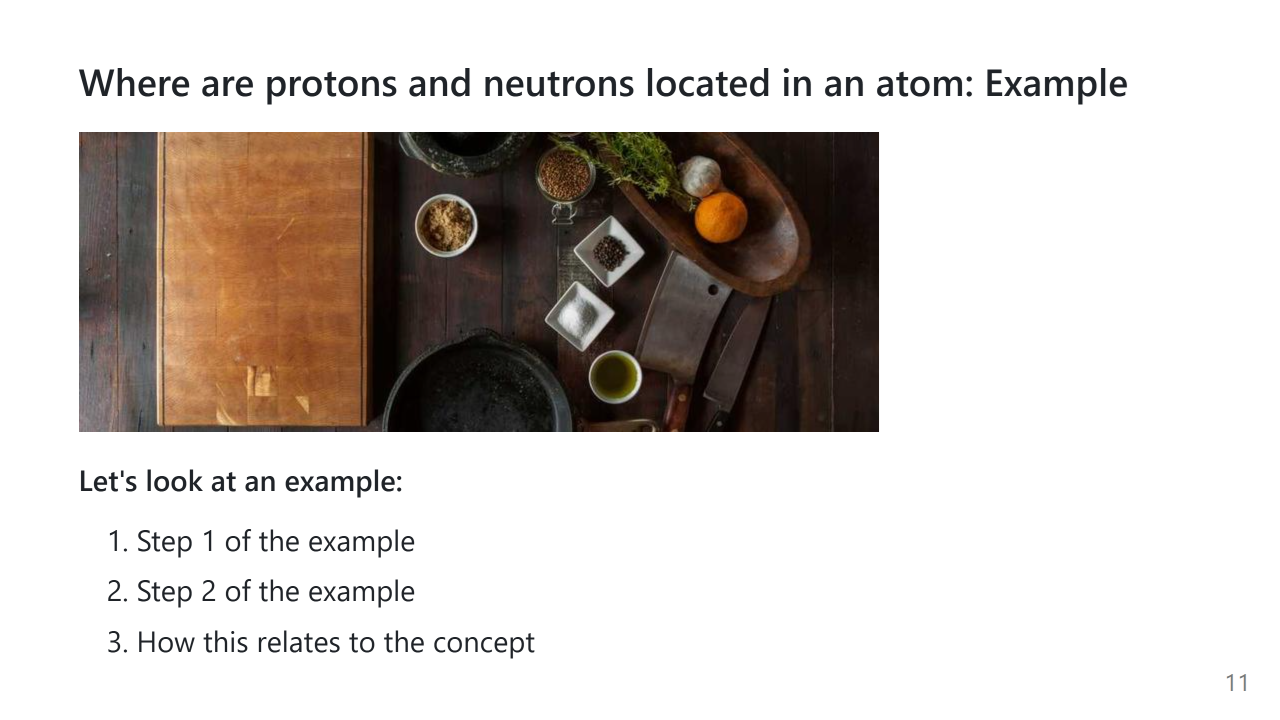 Where are protons and neutrons located in an atom: Example
Let's look at an example:
1. Step 1 of the example
2. Step 2 of the example
3. How this relates to the concept
11